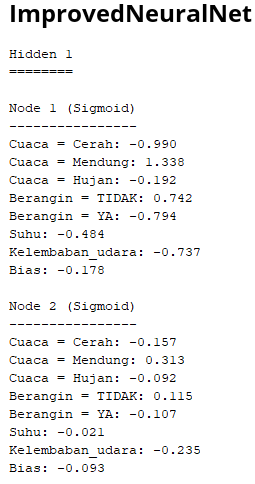 ImprovedNeuralNet
Hidden 1
========
Node 1 (Sigmoid)
----------------
Cuaca = Cerah: -0.990
Cuaca = Mendung: 1.338
Cuaca = Hujan: -0.192
Berangin = TIDAK: 0.742
Berangin = YA: -0.794
Suhu: -0.484
Kelembaban_udara: -0.737
Bias: -0.178
Node 2 (Sigmoid)
----------------
Cuaca = Cerah: -0.157
Cuaca = Mendung: 0.313
Cuaca = Hujan: -0.092
Berangin = TIDAK: 0.115
Berangin = YA: -0.107
Suhu: -0.021
Kelembaban_udara: -0.235
Bias: -0.093